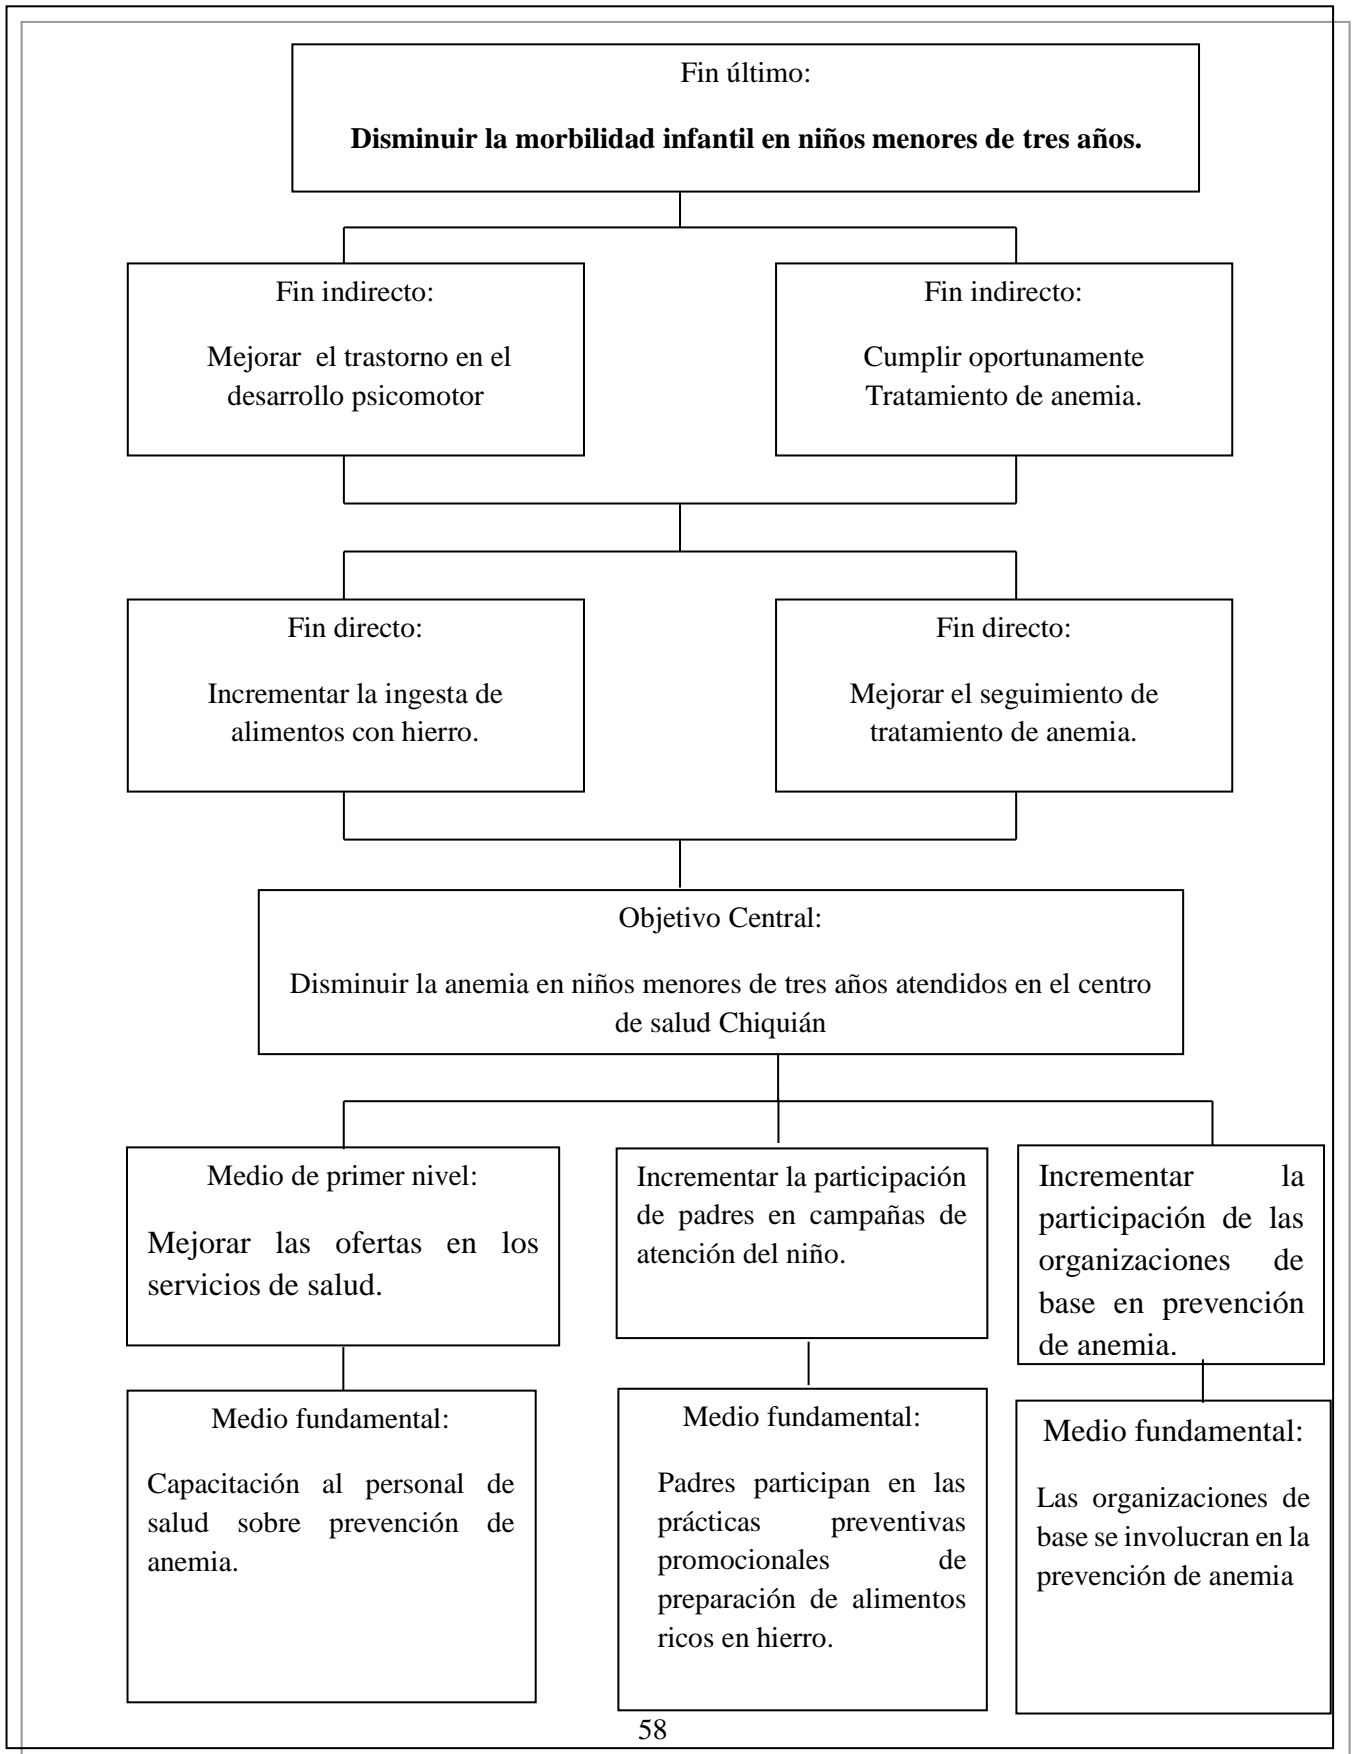 Fin último:
Disminuir la morbilidad infantil en niños menores de tres años.
Fin indirecto:
Mejorar el trastorno en el
desarrollo psicomotor
Fin indirecto:
Cumplir oportunamente
Tratamiento de anemia.
Fin directo:
Incrementar la ingesta de
alimentos con hierro.
Fin directo:
Mejorar el seguimiento de
tratamiento de anemia.
Objetivo Central:
Disminuir la anemia en niños menores de tres años atendidos en el centro
de salud Chiquián
Medio de primer nivel:
Mejorar las ofertas en los
servicios de salud.
Incrementar la participación
de padres en campañas de
atención del niño.
Incrementar la
participación de las
organizaciones de
base en prevención
de anemia.
Medio fundamental:
Capacitación al personal de
salud sobre prevención de
anemia.
Medio fundamental:
Padres participan en las
prácticas preventivas
promocionales de
preparación de alimentos
ricos en hierro.
Medio fundamental:
Las organizaciones de
base se involucran en la
prevención de anemia
58